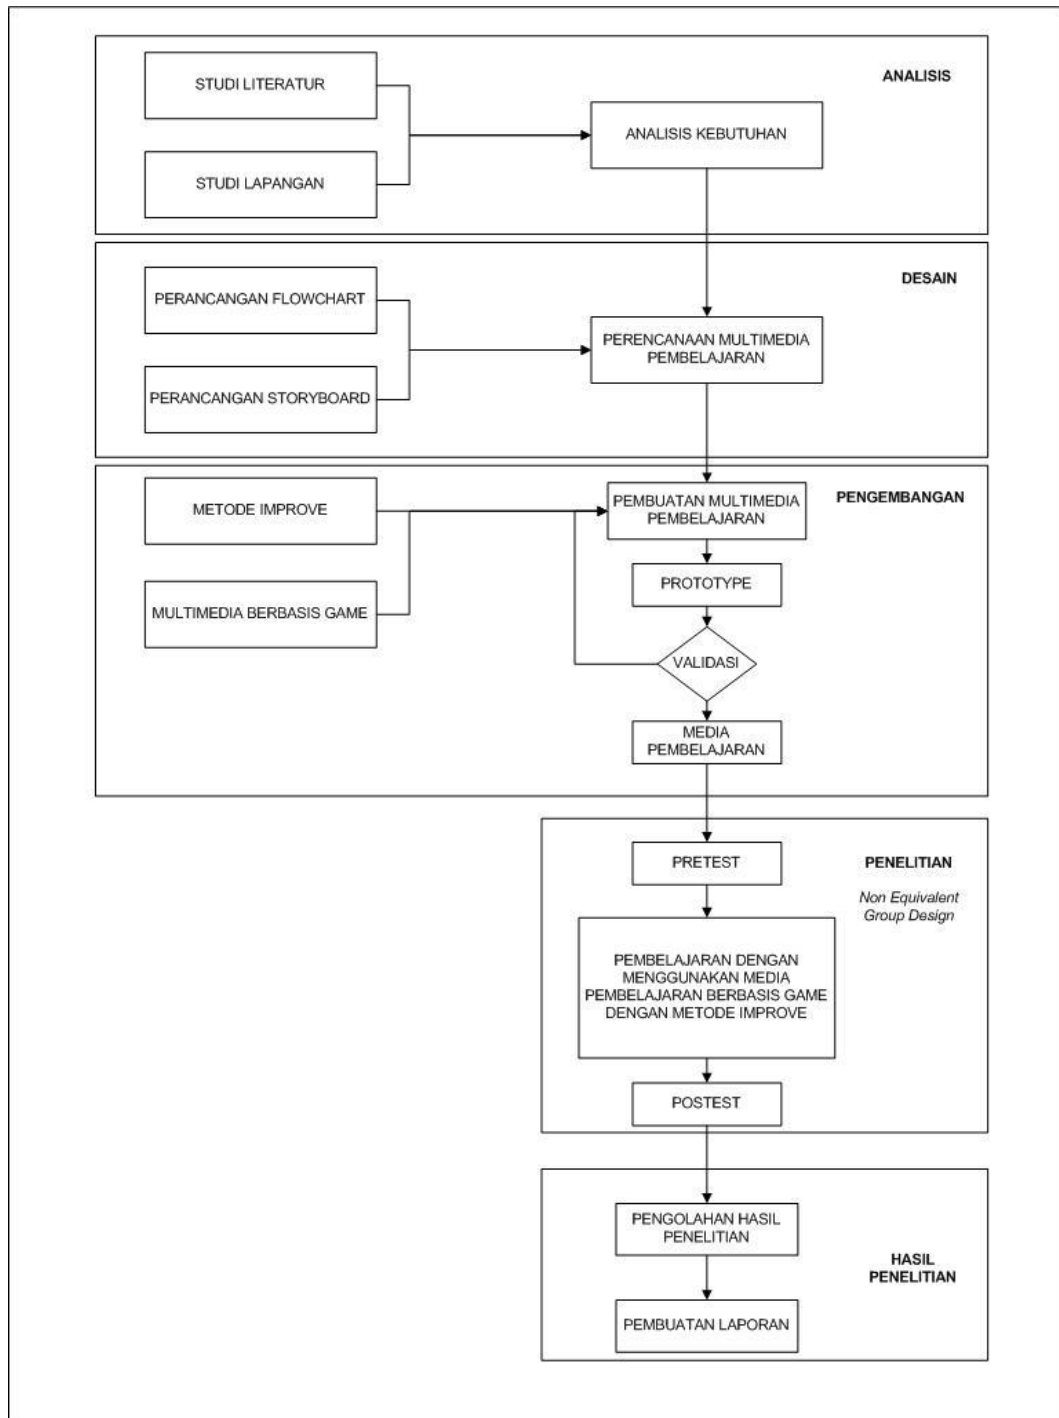 ANALISIS
STUDI LITERATUR
ANALISIS KEBUTUHAN
STUDI LAPANGAN
DESAIN
PERANCANGAN FLOWCHART
PERENCANAAN MULTIMEDIA
PEMBELAJARAN
PERANCANGAN STORYBOARD
PENGEMBANGAN
METODE IMPROVE
PEMBUATAN MULTIMEDIA
PEMBELAJARAN
PROTOTYPE
MULTIMEDIA BERBASIS GAME
VALIDASI
MEDIA
PEMBELAJARAN
PENELITIAN
Non Equivalent
Group Design
PRETEST
PEMBELAJARAN DENGAN
MENGGUNAKAN MEDIA
PEMBELAJARAN BERBASIS GAME
DENGAN METODE IMPROVE
POSTEST
PENGOLAHAN HASIL
PENELITIAN
HASIL
PENELITIAN
PEMBUATAN LAPORAN